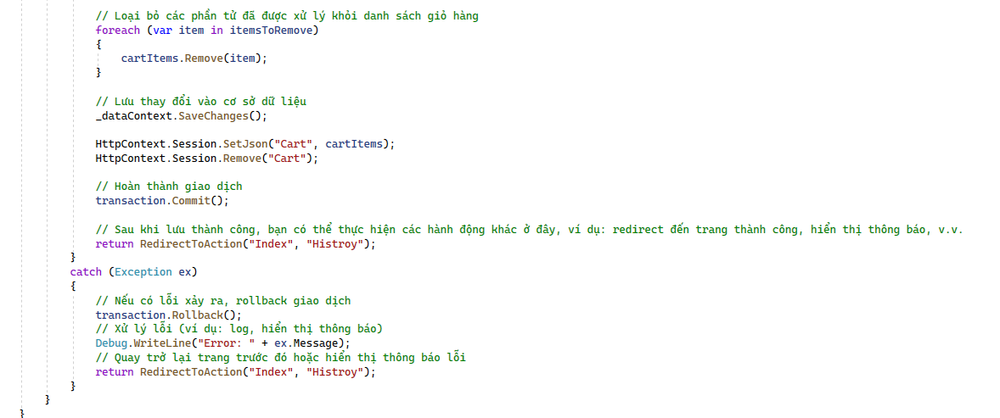 // Loại bỏ các phần tử đã được xử lý khỏi danh sách giỏ hàng
foreach (var item in itemsToRemove)
{
cartItems.Remove(item);
}
// Lưu thay đổi vào cơ sở dữ liệu
_dataContext.SaveChanges();
HttpContext.Session.SetJson("Cart", cartItems);
HttpContext.Session.Remove("Cart");
// Hoàn thành giao dịch
transaction.Commit();
// Sau khi lưu thành công, bạn có thể thực hiện các hành động khác ở đây, ví dụ: redirect đến trang thành công, hiển thị thông báo, v.v.
return RedirectToAction("Index", "Histroy");
}
catch (Exception ex)
{
// Nếu có lỗi xảy ra, rollback giao dịch
transaction.Rollback();
// Xử lý lỗi (ví dụ: log, hiển thị thông báo)
Debug.WriteLine("Error: " + ex.Message);
// Quay trở lại trang trước đó hoặc hiển thị thông báo lỗi
return RedirectToAction("Index", "Histroy");
}
}
}